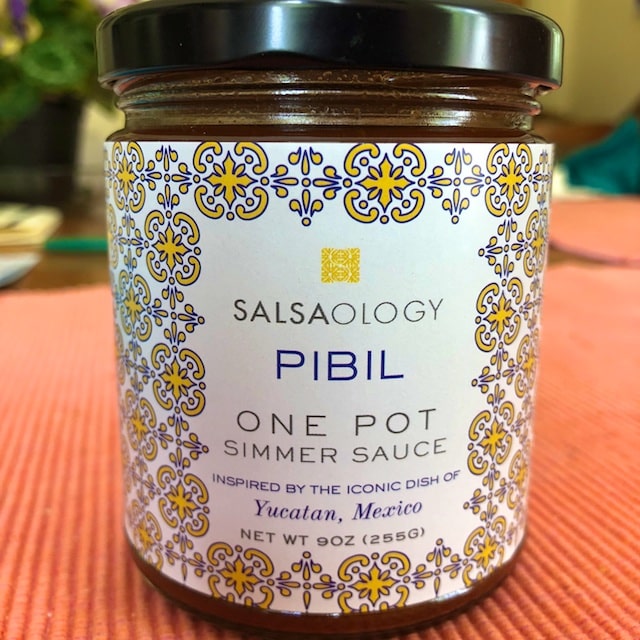 SALSAOLOGY
PIBIL
ONE POT
SIMMER SAUCE
INSPIRED BY THE ICONIC DISH OF
Yucatan, Mexico
NET WT 9OZ (255G)